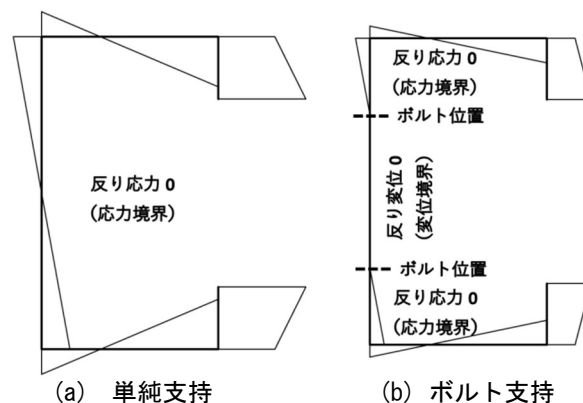 反り応力 0
(応力境界)
(a) 単純支持
反り応力 0
(応力境界)
ボルト位置
反り変位 0
(変位境界)
ボルト位置
反り応力 0
(応力境界)
(b) ボルト支持